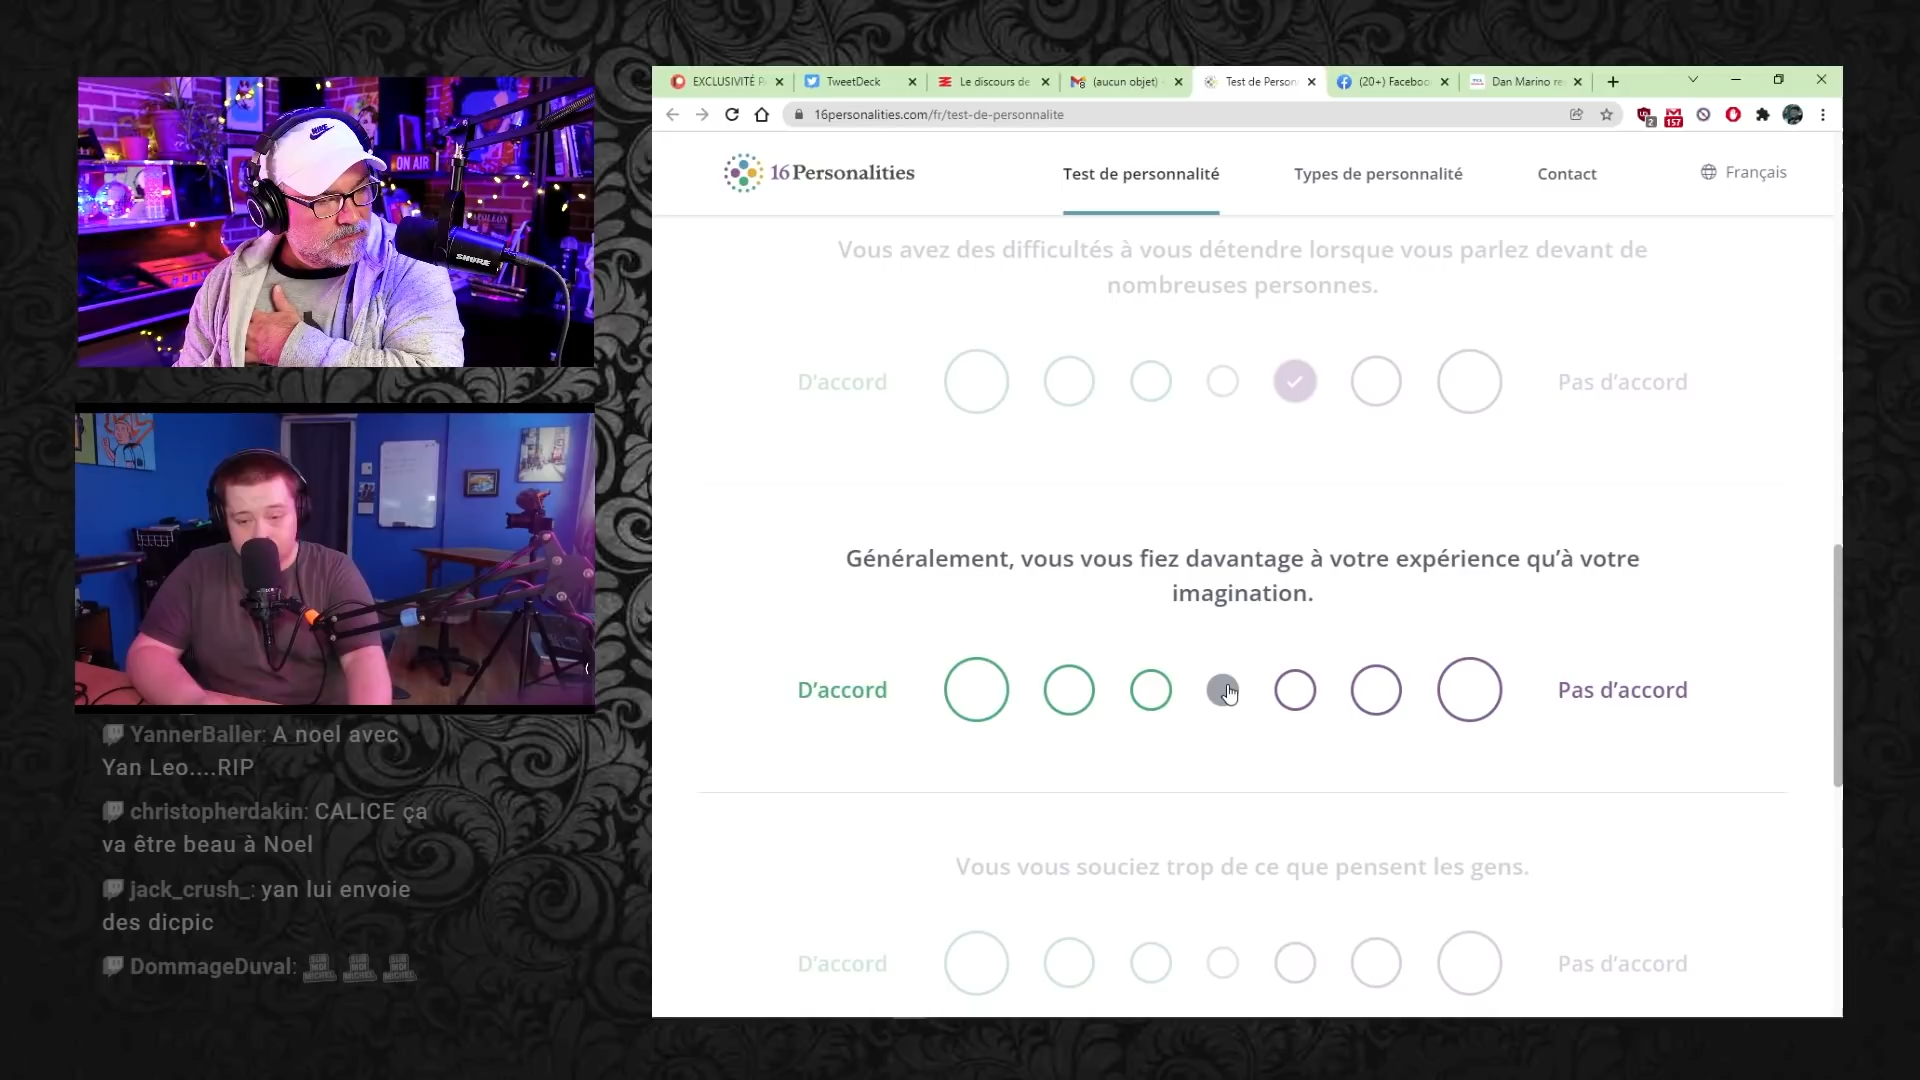 ON AIR
NAPOLEON
SHURE
YannerBaller: A noel avec
Yan Leo....RIP
christopherdakin: CALICE ça
va être beau à Noel
jack_crush_: yan lui envoie
des dicpic
DommageDuval:
EXCLUSIVITÉ
TweetDeck
Le discours de
(aucun objet)
Test de Person
(20+) Faceboo
Dan Marino re
16personalities.com/fr/test-de-personnalite
2
157
16Personalities
Test de personnalité
Types de personnalité
Contact
Français
Vous avez des difficultés à vous détendre lorsque vous parlez devant de
nombreuses personnes.
D'accord
Pas d'accord
Généralement, vous vous fiez davantage à votre expérience qu'à votre
imagination.
D'accord
Pas d'accord
Vous vous souciez trop de ce que pensent les gens.
D'accord
Pas d'accord